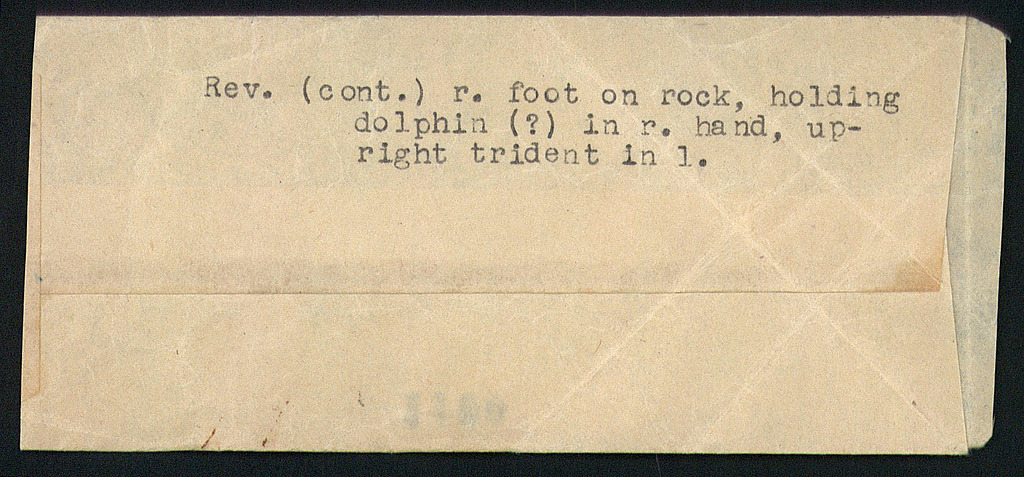 Rev. (cont.) r. foot on rock, holding
dolphin (?) in r. hand, up-
right trident in l.